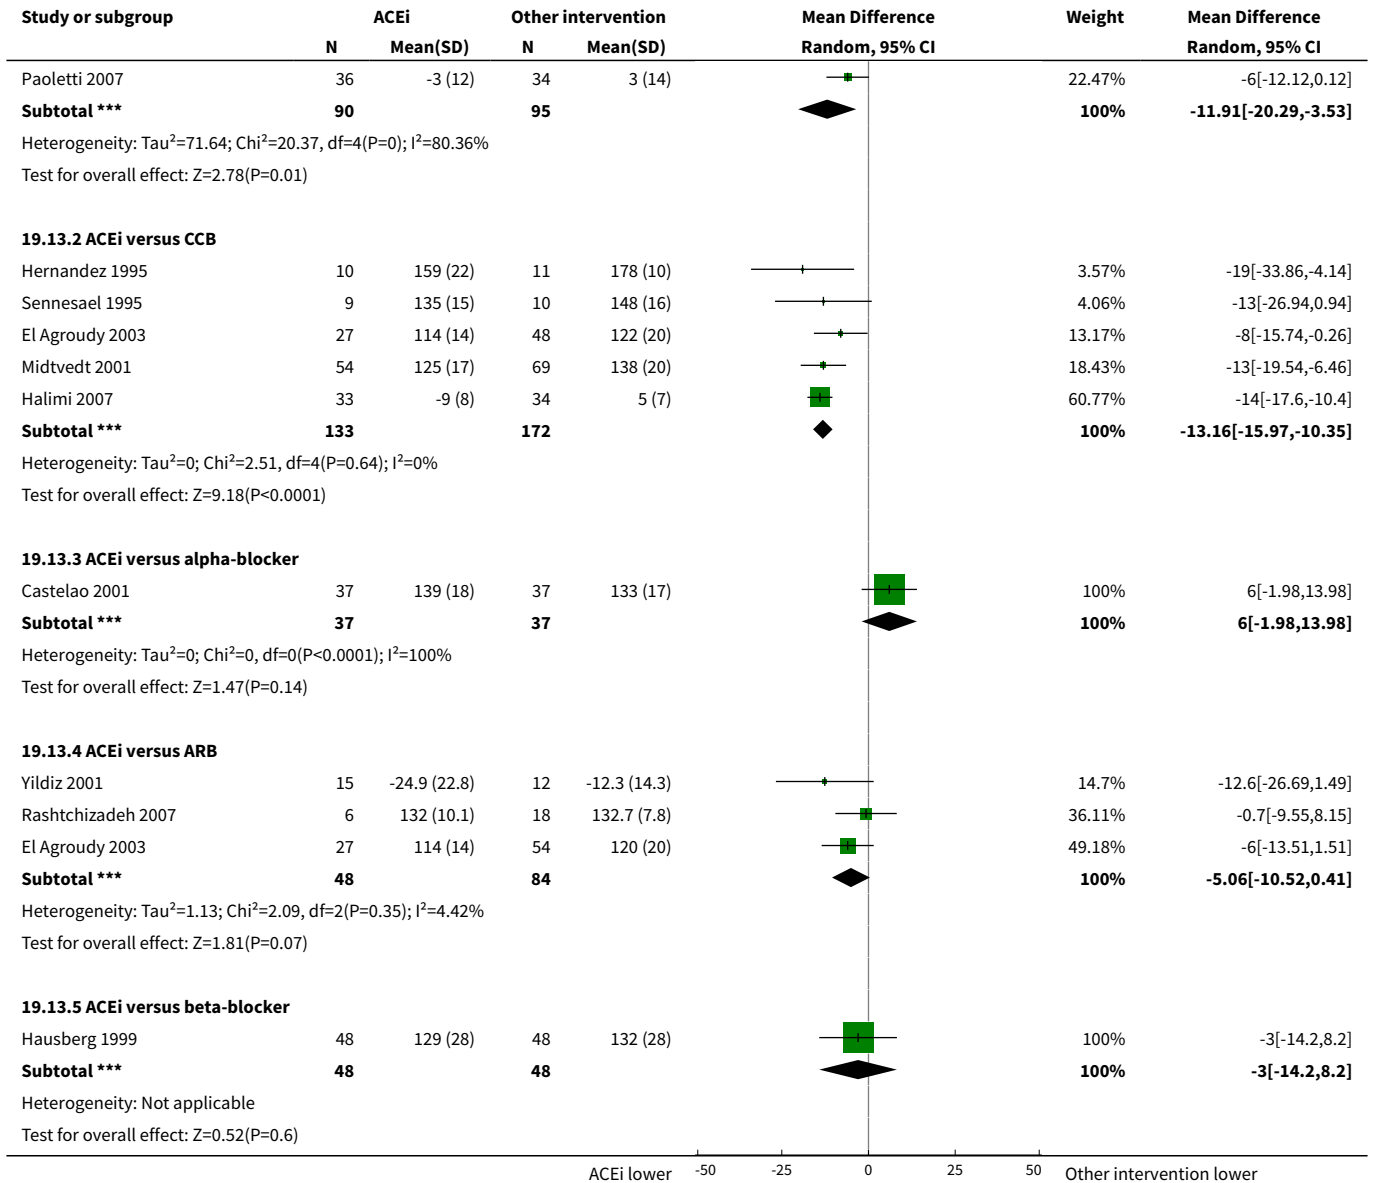 Study or subgroup ACEi Other intervention Mean Difference Weight Mean Difference
N Mean(SD) N Mean(SD) Random, 95% CI Random, 95% CI
Paoletti 2007 36 -3 (12) 34 3 (14) 22.47% -6[-12.12,0.12]
Subtotal *** 90 95 100% -11.91[-20.29,-3.53]
Heterogeneity: Tau²=71.64; Chi²=20.37, df=4(P=0); I²=80.36%
Test for overall effect: Z=2.78(P=0.01)
19.13.2 ACEi versus CCB
Hernandez 1995 10 159 (22) 11 178 (10) 3.57% -19[-33.86,-4.14]
Sennesael 1995 9 135 (15) 10 148 (16) 4.06% -13[-26.94,0.94]
El Agroudy 2003 27 114 (14) 48 122 (20) 13.17% -8[-15.74,-0.26]
Midtvedt 2001 54 125 (17) 69 138 (20) 18.43% -13[-19.54,-6.46]
Halimi 2007 33 -9 (8) 34 5 (7) 60.77% -14[-17.6,-10.4]
Subtotal *** 133 172 100% -13.16[-15.97,-10.35]
Heterogeneity: Tau²=0; Chi²=2.51, df=4(P=0.64); I²=0%
Test for overall effect: Z=9.18(P<0.0001)
19.13.3 ACEi versus alpha-blocker
Castelao 2001 37 139 (18) 37 133 (17) 100% 6[-1.98,13.98]
Subtotal *** 37 37 100% 6[-1.98,13.98]
Heterogeneity: Tau²=0; Chi²=0, df=0(P<0.0001); I²=100%
Test for overall effect: Z=1.47(P=0.14)
19.13.4 ACEi versus ARB
Yildiz 2001 15 -24.9 (22.8) 12 -12.3 (14.3) 14.7% -12.6[-26.69,1.49]
Rashtchizadeh 2007 6 132 (10.1) 18 132.7 (7.8) 36.11% -0.7[-9.55,8.15]
El Agroudy 2003 27 114 (14) 54 120 (20) 49.18% -6[-13.51,1.51]
Subtotal *** 48 84 100% -5.06[-10.52,0.41]
Heterogeneity: Tau²=1.13; Chi²=2.09, df=2(P=0.35); I²=4.42%
Test for overall effect: Z=1.81(P=0.07)
19.13.5 ACEi versus beta-blocker
Hausberg 1999 48 129 (28) 48 132 (28) 100% -3[-14.2,8.2]
Subtotal *** 48 48 100% -3[-14.2,8.2]
Heterogeneity: Not applicable
Test for overall effect: Z=0.52(P=0.6)
ACEi lower -50 -25 0 25 50 Other intervention lower